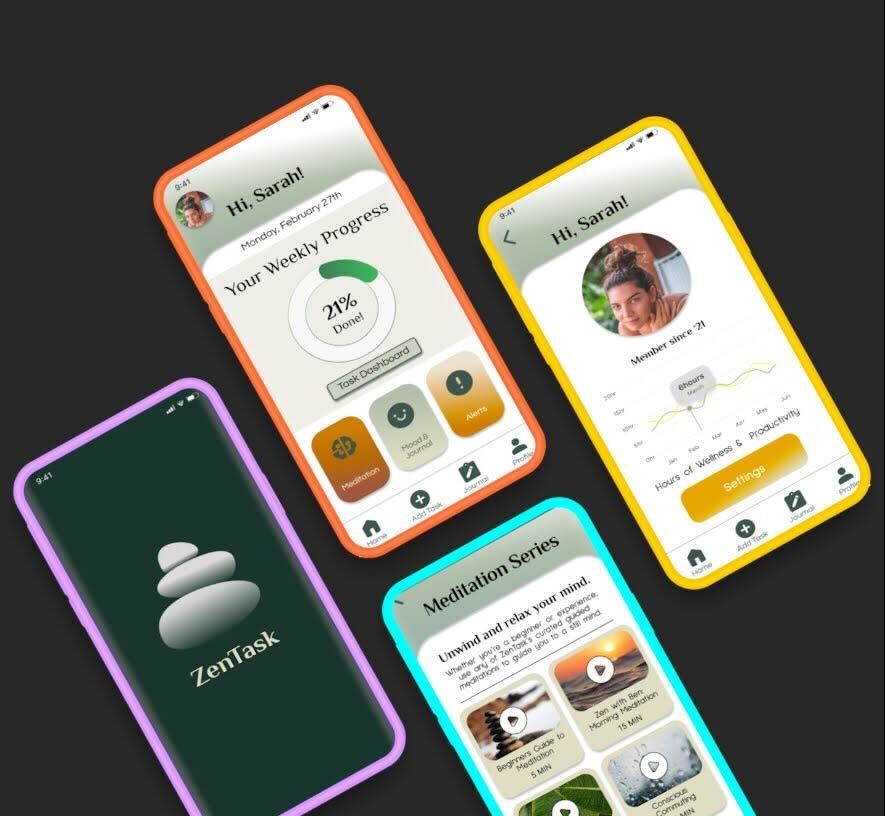 9:41
Hi, Sarah!
Monday, February 27th
Your Weekly Progress
21%
Done!
Task Dashboard
Meditation
Mood &
Journal
Alerts
Home
Add Task
Journal
Profile
9:41
Hi, Sarah!
Member since '21
6hours
March
20hr
15hr
10hr
5hr
0hr
Jan
Feb
Mar
Apr
May
Jun
Hours of Wellness & Productivity
Settings
Home
Add Task
Journal
Profile
9:41
ZenTask
Meditation Series
Unwind and relax your mind.
Whether you're a beginner or experience,
use any of ZenTask's curated guided
meditations to guide you to a still mind.
Beginners Guide to
Meditation
5 MIN
Zen with Ben:
Morning Meditation
15 MIN
Conscious
Commuting